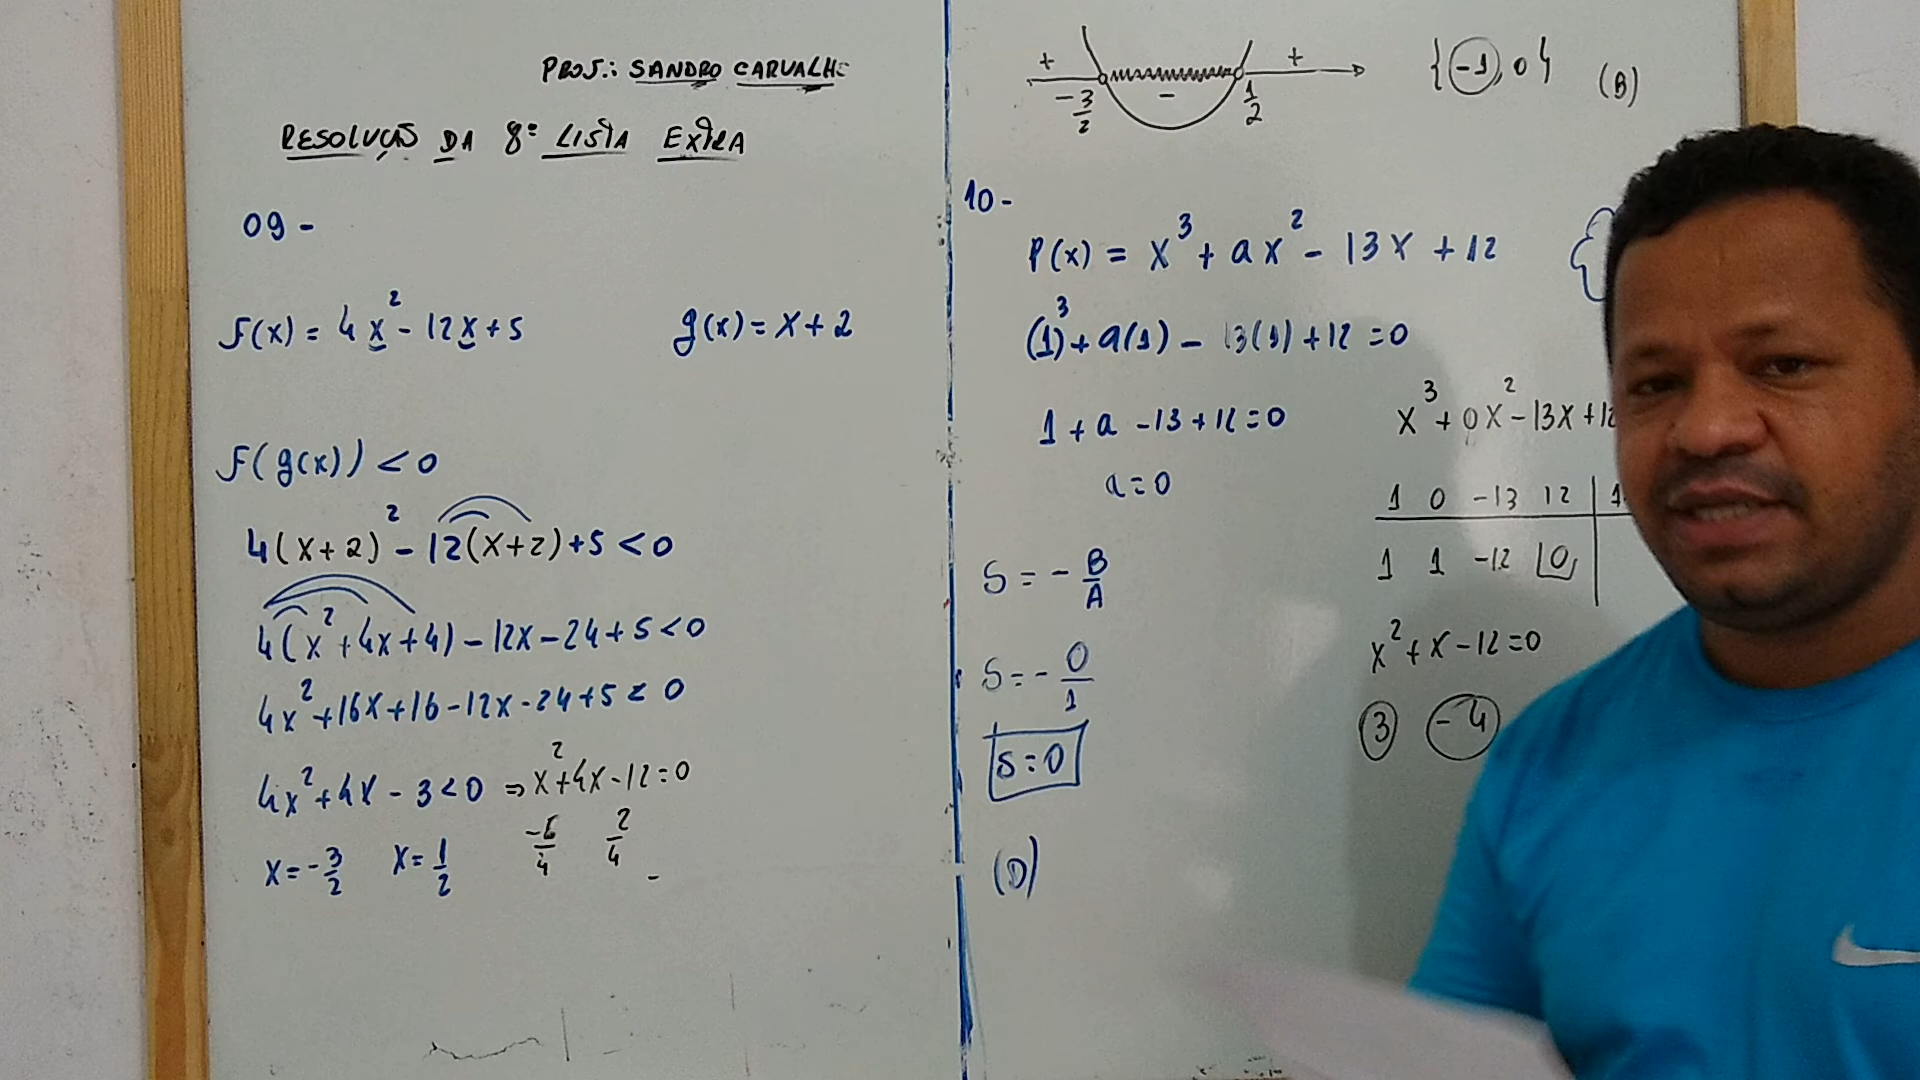 PROF.: SANDRO CARVALHO
RESOLUÇÃO DA 8ª LISTA EXTRA
09 -
f(x) = 4x² - 12x + 5    g(x) = x + 2
f(g(x)) < 0
4(x+2)² - 12(x+2) + 5 < 0
4(x² + 4x + 4) - 12x - 24 + 5 < 0
4x² + 16x + 16 - 12x - 24 + 5 < 0
4x² + 4x - 3 < 0 ⇒ x² + 4x - 12 = 0
x = -3/2    x = 1/2    -6/4    2/4
+ - +
-3/2    1/2
{-1, 0}    (B)
10 -
P(x) = x³ + ax² - 13x + 12
(1)³ + a(1) - 13(1) + 12 = 0
1 + a - 13 + 12 = 0
a = 0
S = - B/A
S = - 0/1
S = 0
(D)
x³ + 0x² - 13x + 12
1 0 -13 12 | 1
1 1 -12 0
x² + x - 12 = 0
3    -4